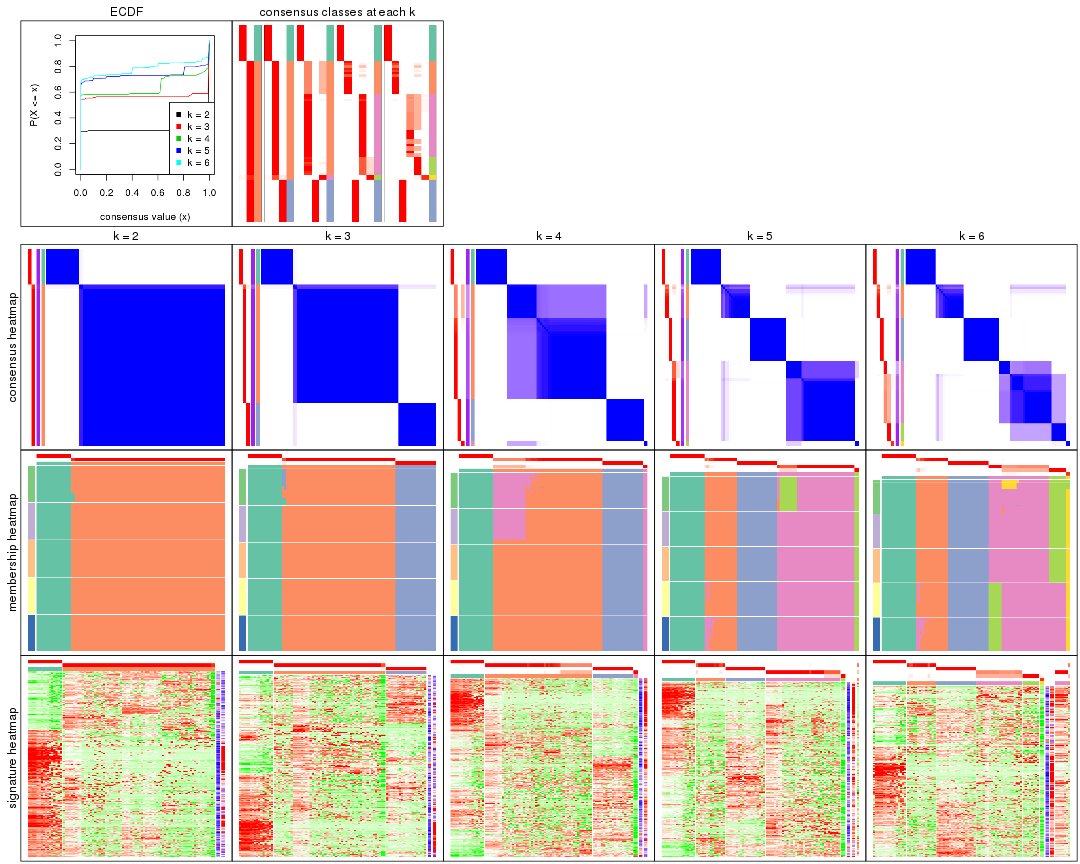 ECDF
consensus classes at each k
P(X <= x)
0.0 0.2 0.4 0.6 0.8 1.0
k = 2
k = 3
k = 4
k = 5
k = 6
0.0 0.2 0.4 0.6 0.8 1.0
consensus value (x)
k = 2 k = 3 k = 4 k = 5 k = 6
consensus heatmap
membership heatmap
signature heatmap